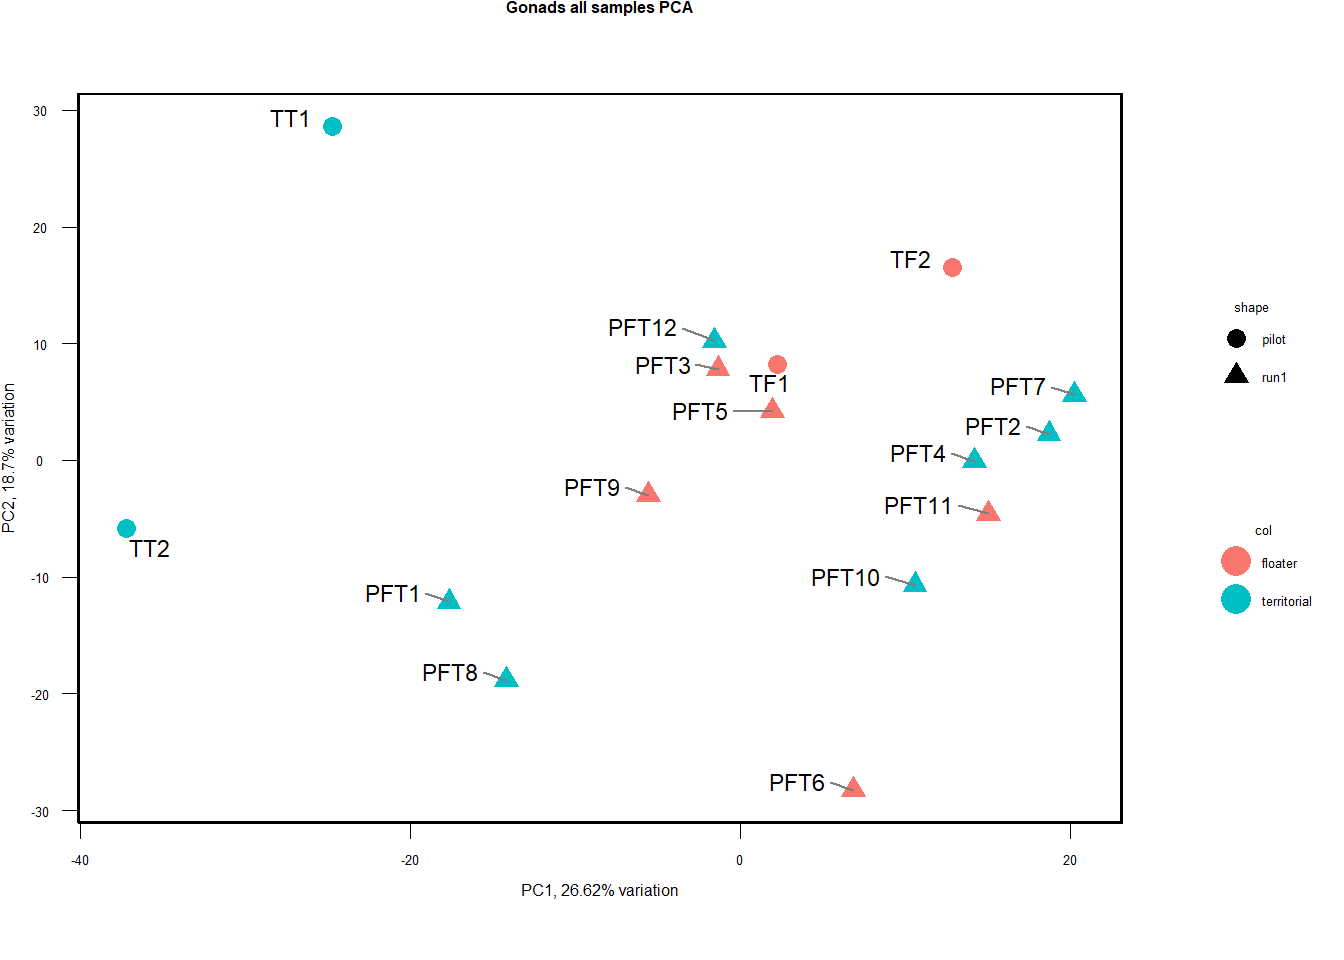 Gonads all samples PCA
30
20
10
0
-10
-20
-30
PC2, 18.7% variation
TT1
TF2
PFT12
PFT3
TF1
PFT5
PFT7
PFT2
PFT4
PFT9
PFT11
TT2
PFT10
PFT1
PFT8
PFT6
-40
-20
0
20
PC1, 26.62% variation
shape
pilot
run1
col
floater
territorial